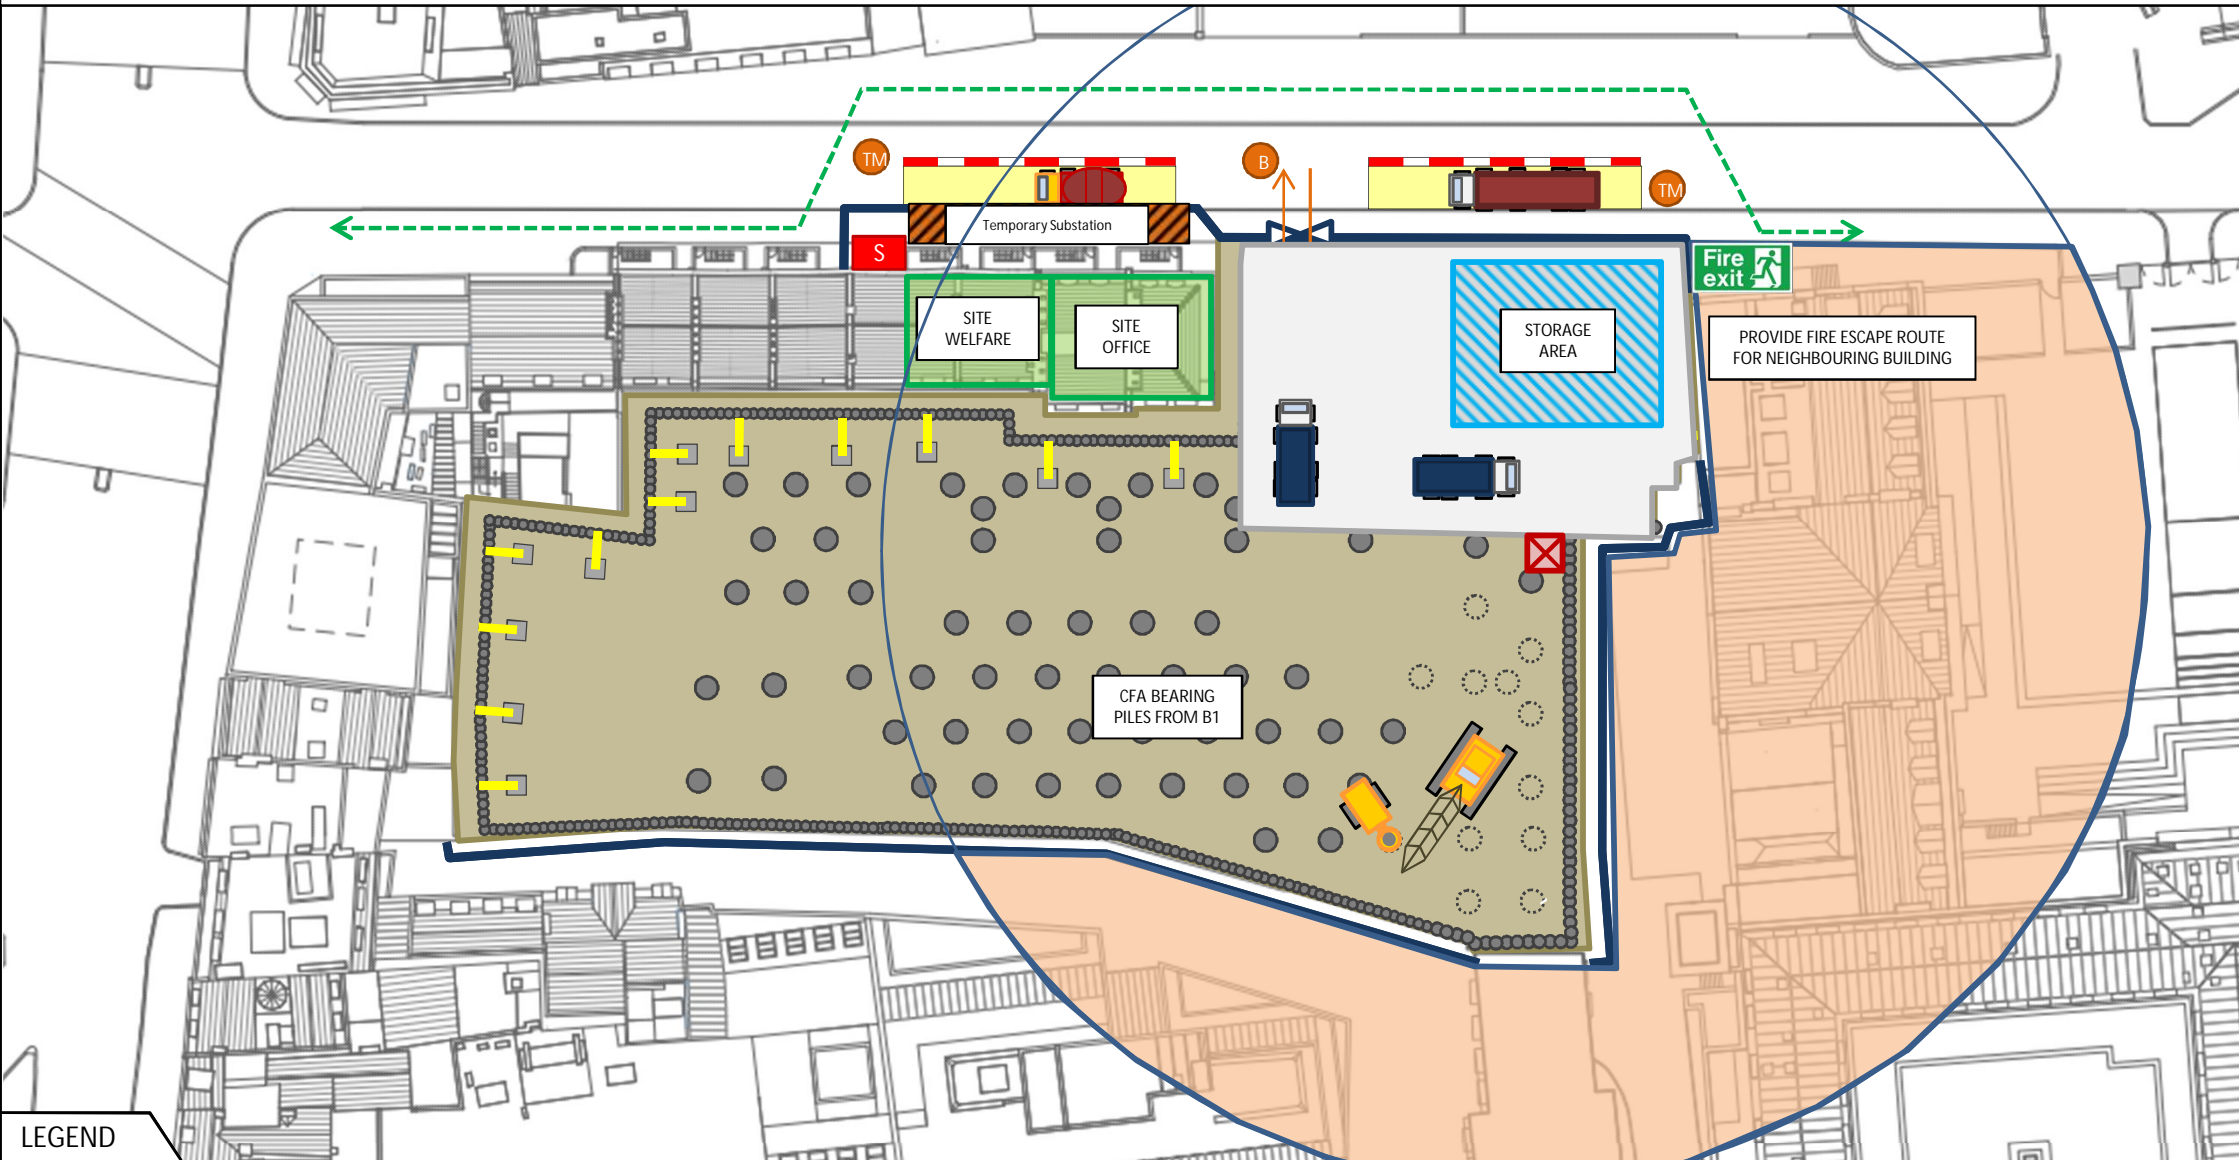 TM
B
TM
Temporary Substation
S
Fire
exit
SITE
WELFARE
SITE
OFFICE
STORAGE
AREA
PROVIDE FIRE ESCAPE ROUTE
FOR NEIGHBOURING BUILDING
CFA BEARING
PILES FROM B1
LEGEND